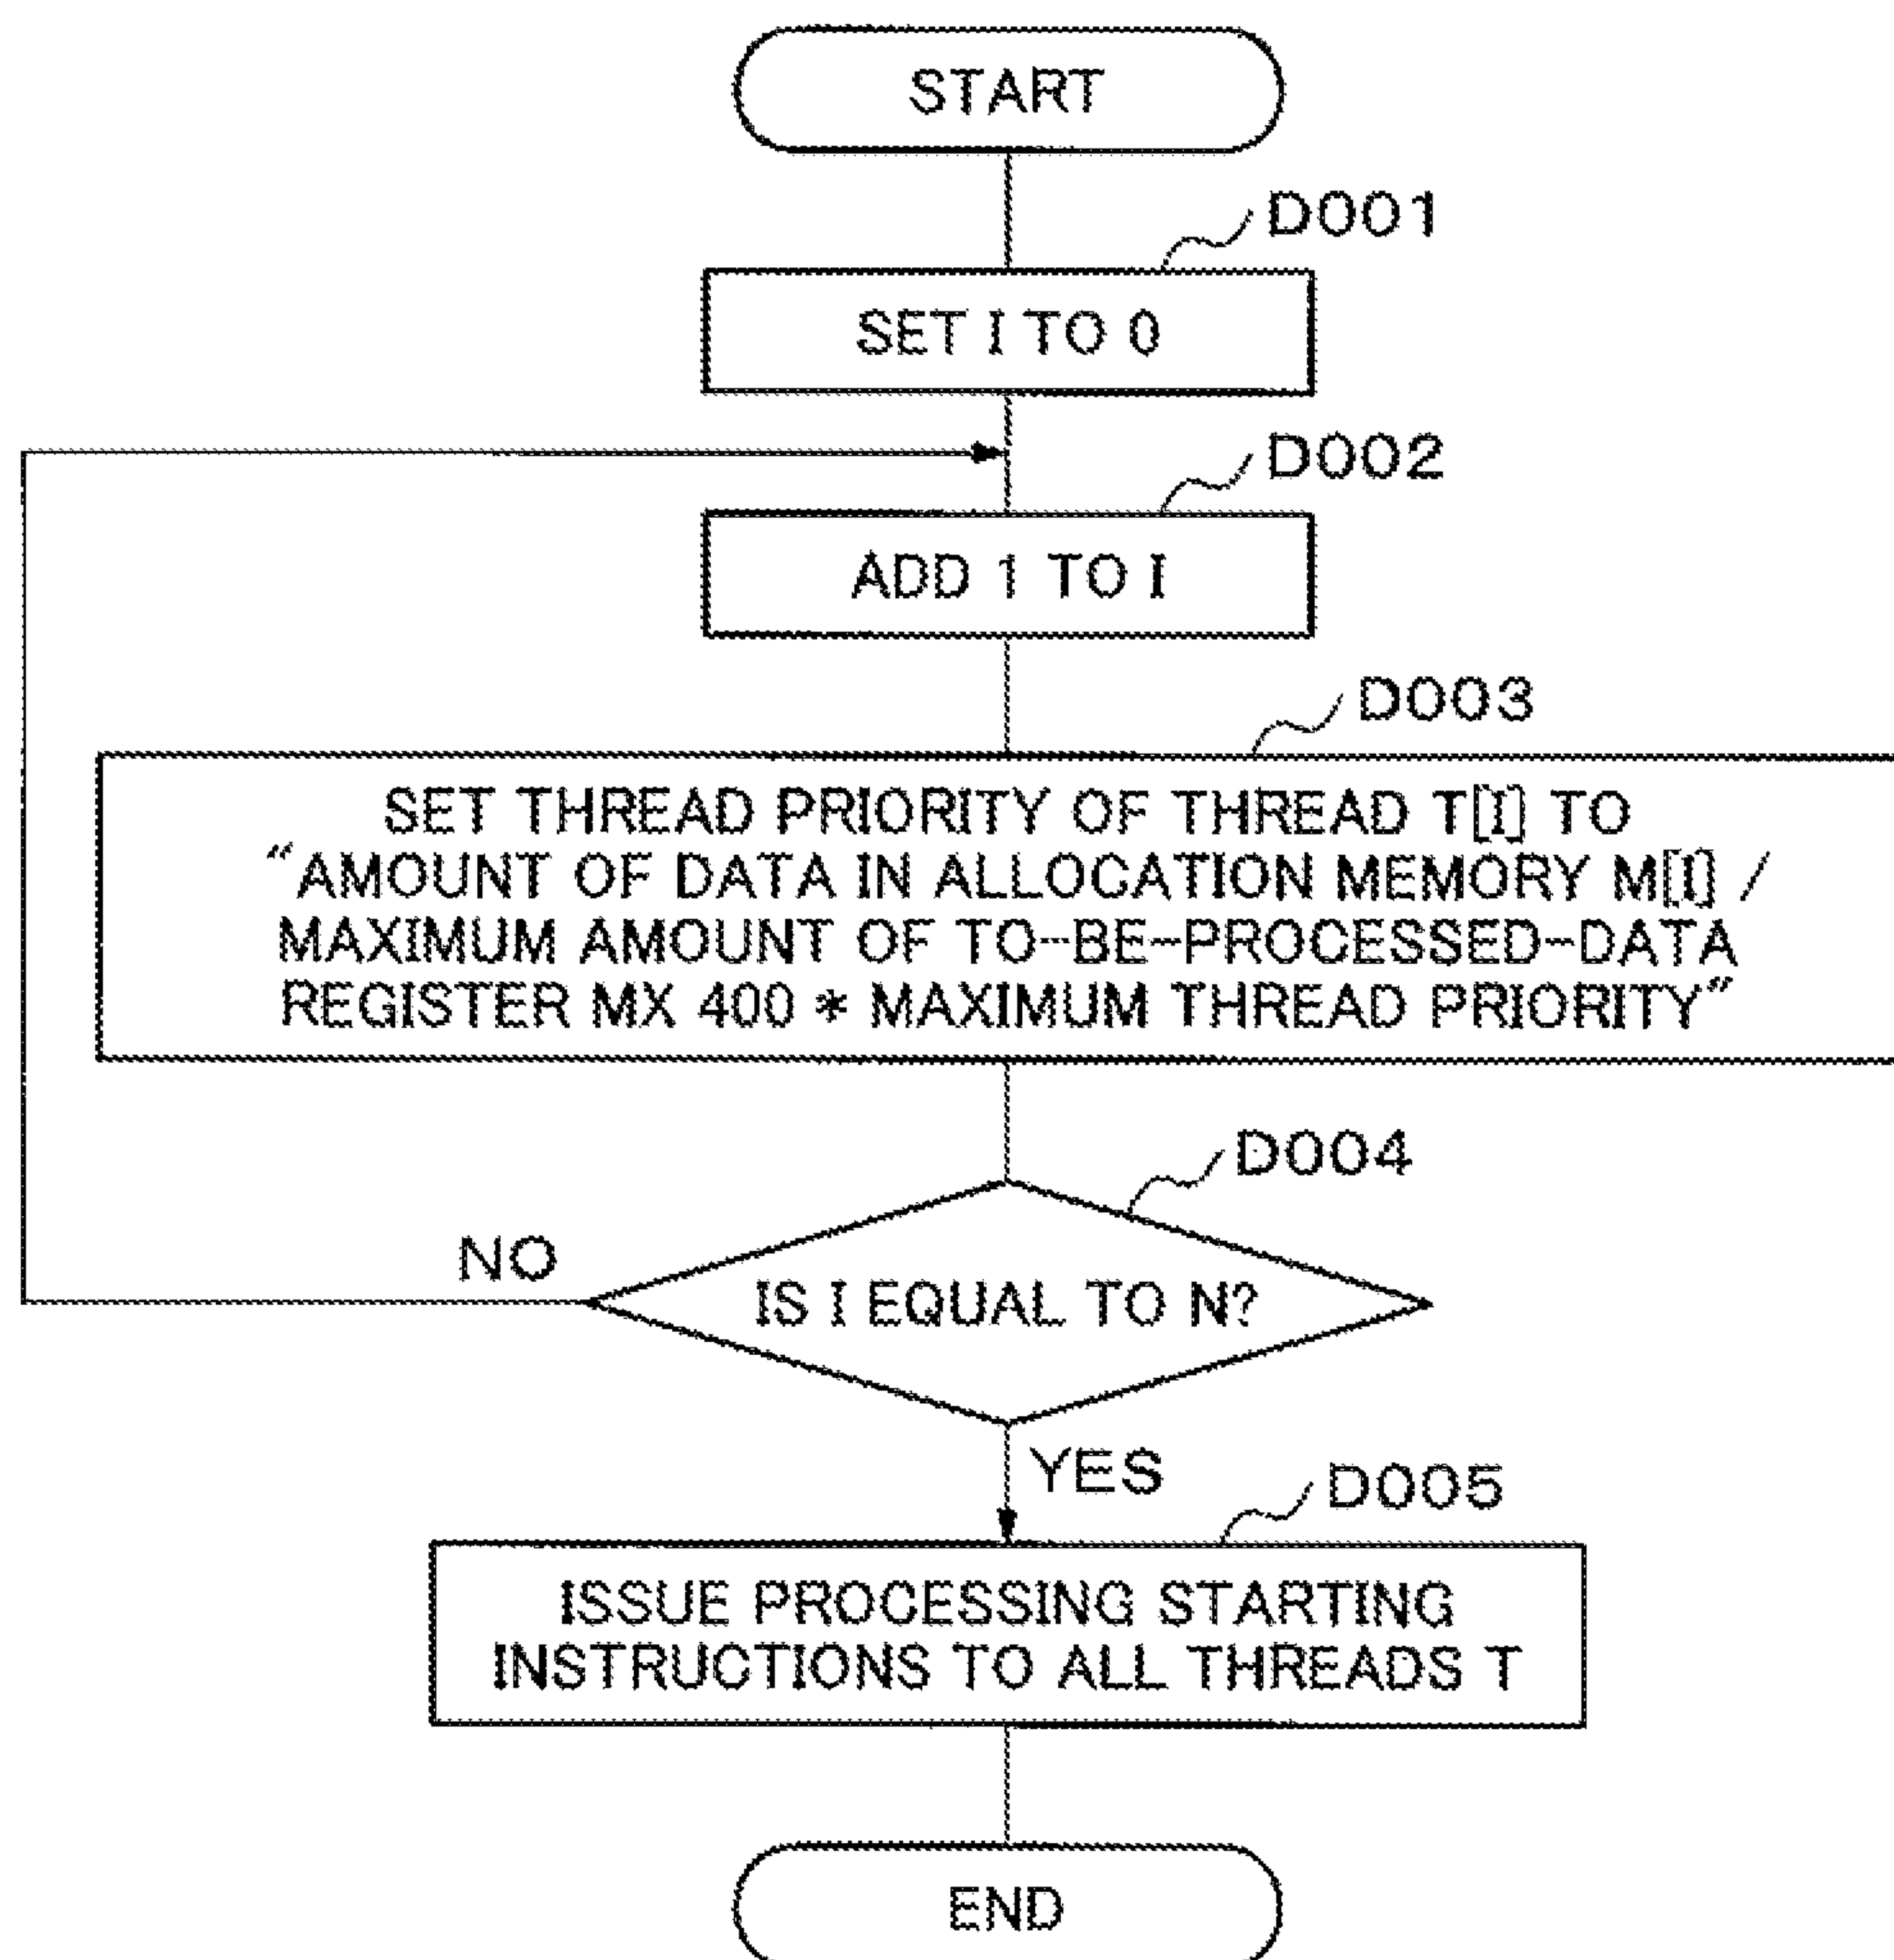 START
D001
SET I TO 0
D002
ADD 1 TO I
D003
SET THREAD PRIORITY OF THREAD T[I] TO
“AMOUNT OF DATA IN ALLOCATION MEMORY M[I] /
MAXIMUM AMOUNT OF TO-BE-PROCESSED-DATA
REGISTER MX 400 * MAXIMUM THREAD PRIORITY”
D004
NO
IS I EQUAL TO N?
YES
D005
ISSUE PROCESSING STARTING
INSTRUCTIONS TO ALL THREADS T
END